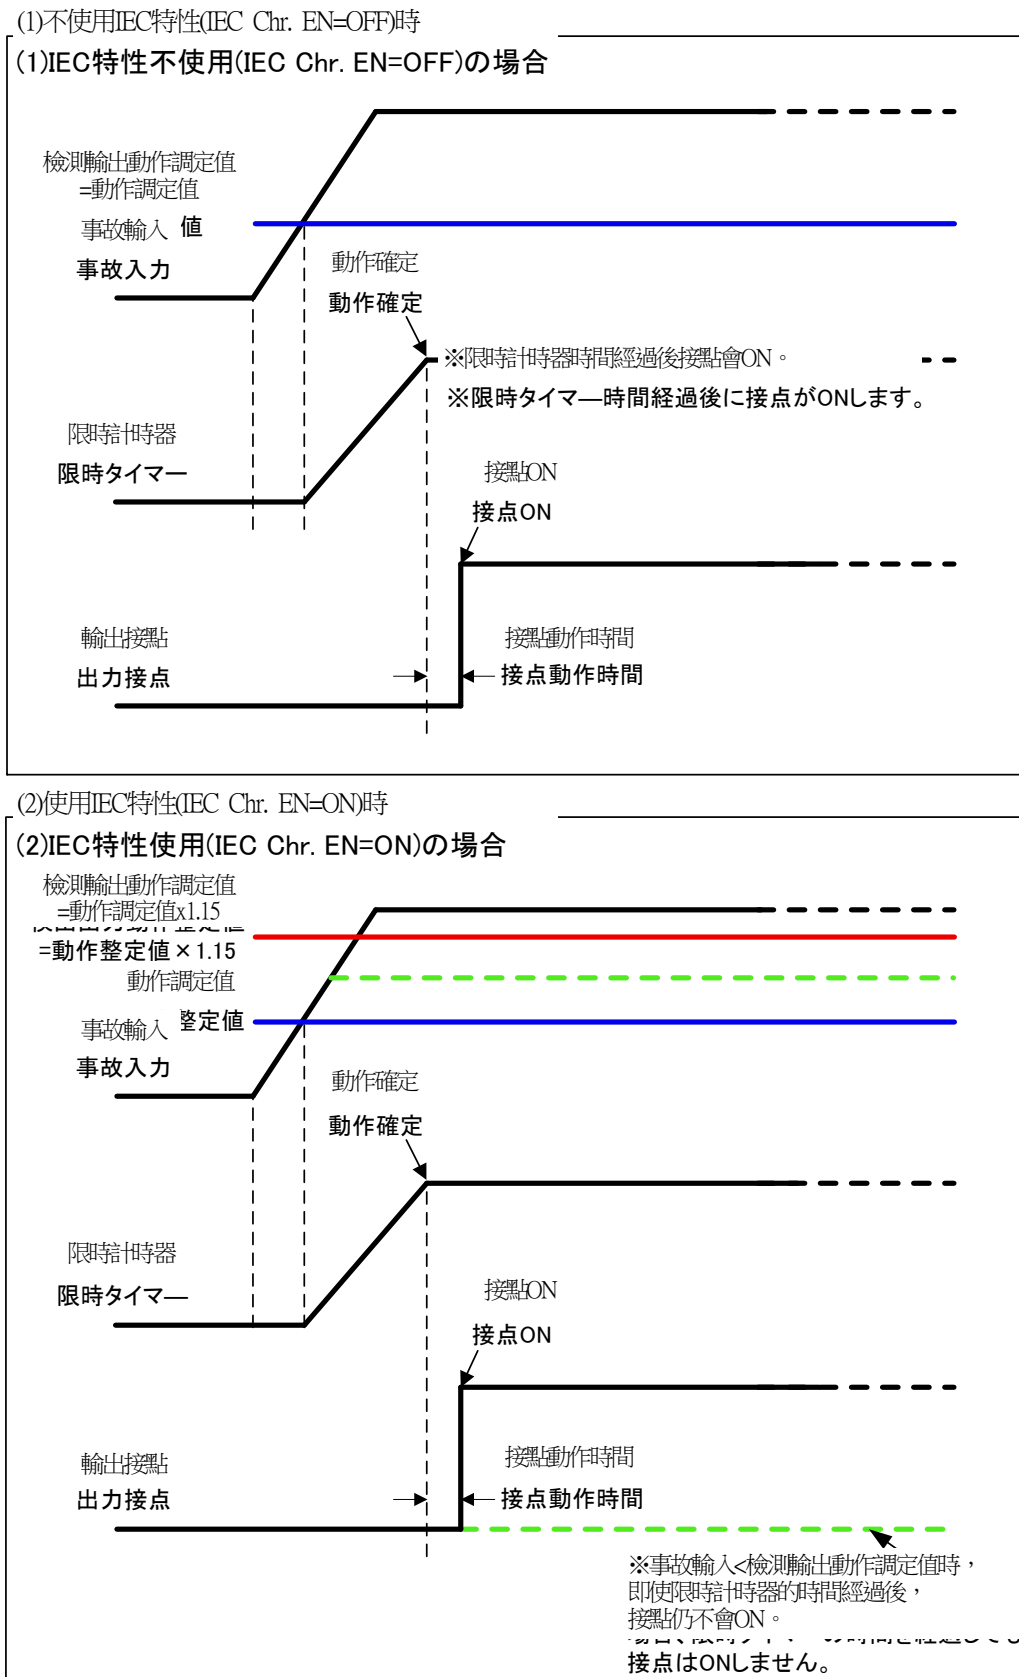 (1)不使用IEC特性(IEC Chr. EN=OFF)時
(1)IEC特性不使用(IEC Chr. EN=OFF)の場合
檢測輸出動作調定值
=動作調定值
事故輸入 値
事故入力
動作確定
動作確定
※限時計時器時間經過後接點會ON。
※限時タイマ―時間経過後に接点がONします。
限時計時器
限時タイマ―
接點ON
接点ON
輸出接點
出力接点
接點動作時間
接点動作時間
(2)使用IEC特性(IEC Chr. EN=ON)時
(2)IEC特性使用(IEC Chr. EN=ON)の場合
檢測輸出動作調定值
=動作調定值x1.15
=動作整定値×1.15
動作調定值
事故輸入 整定値
事故入力
動作確定
動作確定
限時計時器
限時タイマ―
接點ON
接点ON
輸出接點
出力接点
接點動作時間
接点動作時間
※事故輸入<檢測輸出動作調定值時，
即使限時計時器的時間經過後，
接點仍不會ON。
接点はONしません。